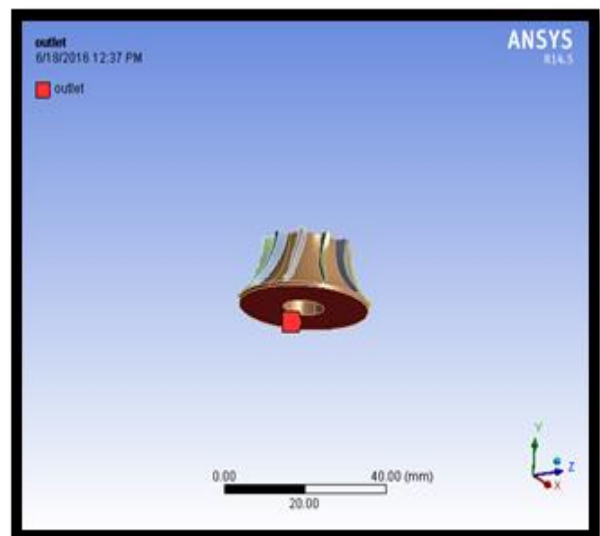 outlet
6/18/2016 12:37 PM
outlet
ANSYS
R14.5
0.00 40.00 (mm)
20.00
Y
Z
X